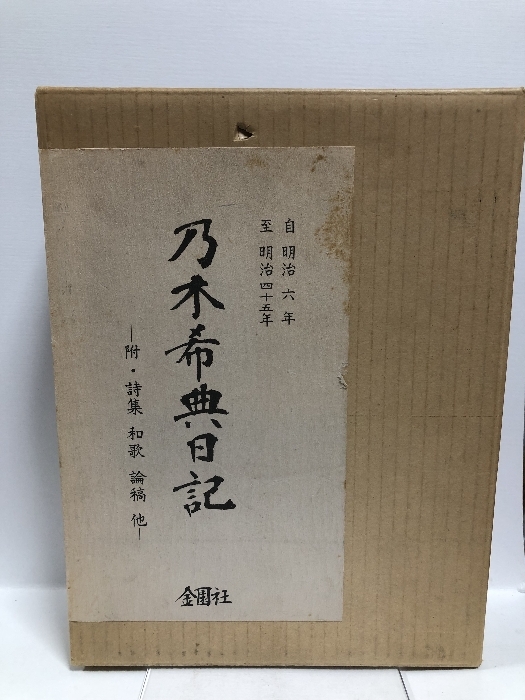 自 明治 六 年
至 明治 四十五年
乃木希典日記
―附・詩集 和歌 論稿 他―
金園社